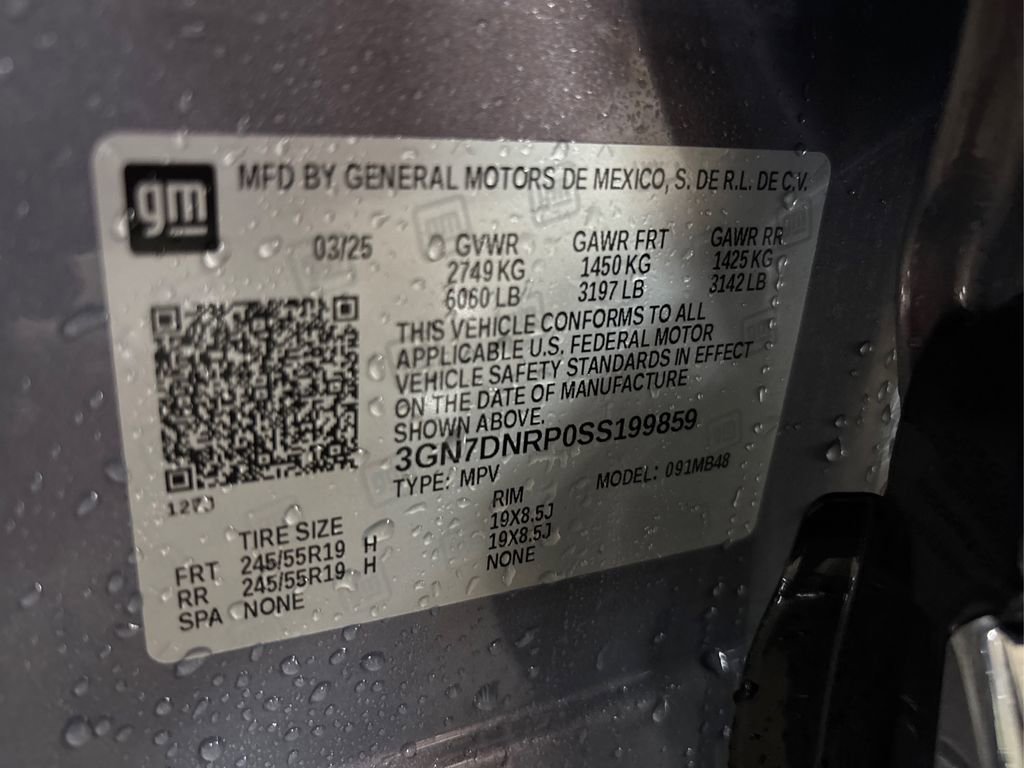 gm
MFD BY GENERAL MOTORS DE MEXICO, S. DE R.L. DE C.V.
03/25 GVWR GAWR FRT GAWR RR
2749 KG 1450 KG 1425 KG
6060 LB 3197 LB 3142 LB
THIS VEHICLE CONFORMS TO ALL
APPLICABLE U.S. FEDERAL MOTOR
VEHICLE SAFETY STANDARDS IN EFFECT
ON THE DATE OF MANUFACTURE
SHOWN ABOVE.
3GN7DNRP0SS199859
TYPE: MPV MODEL: 091MB48
TIRE SIZE RIM
FRT 245/55R19 H 19X8.5J
RR 245/55R19 H 19X8.5J
SPA NONE NONE